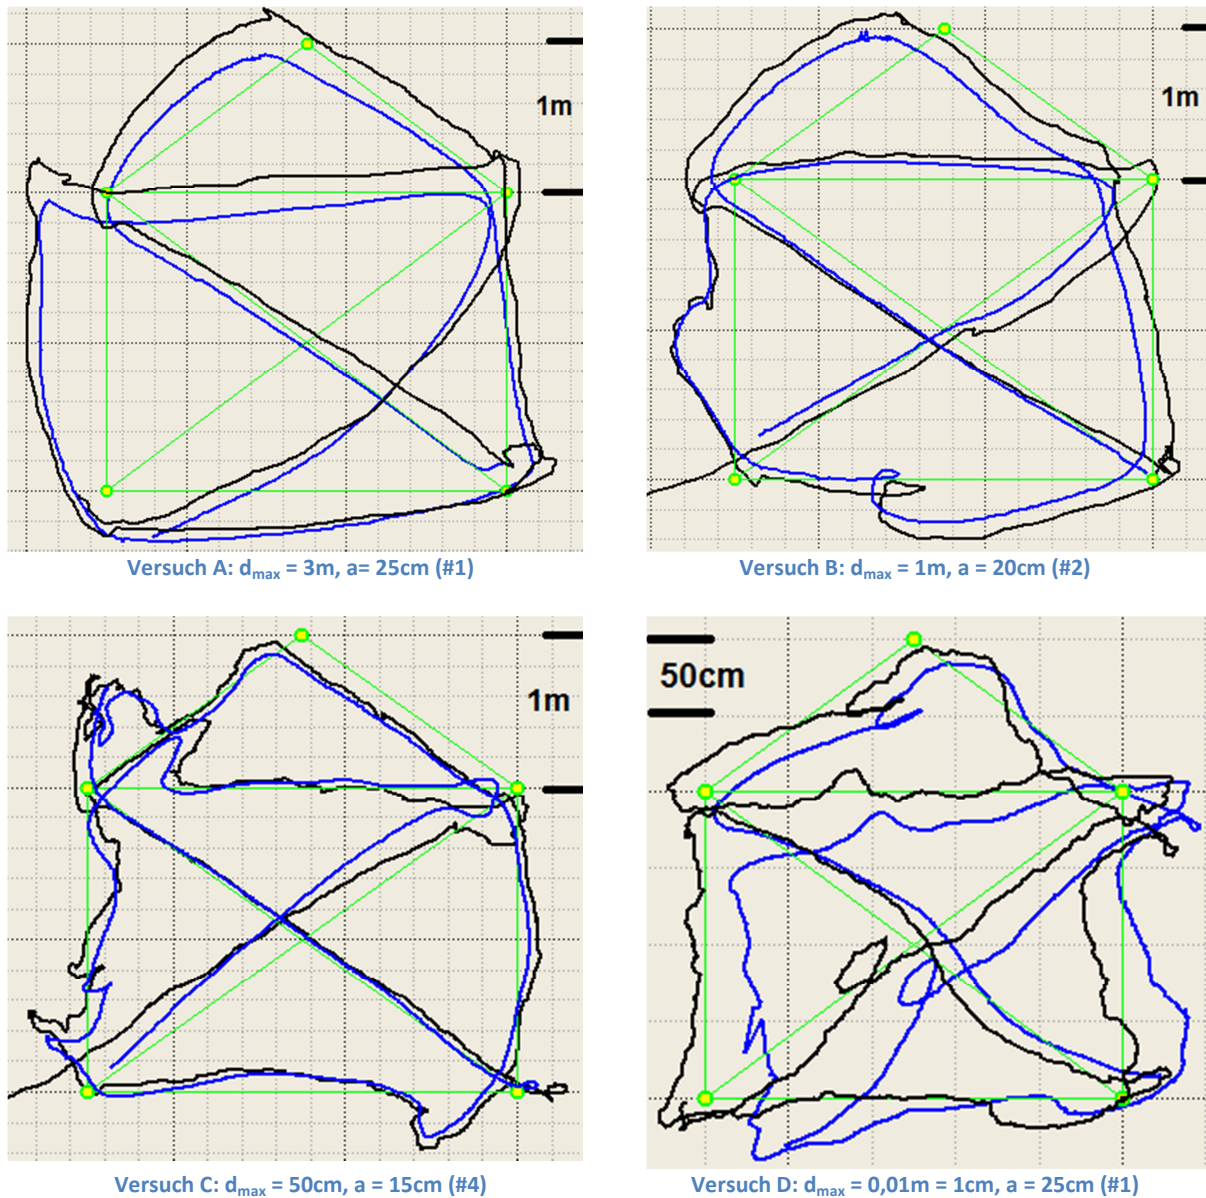 1m
1m
Versuch A: dmax = 3m, a= 25cm (#1)
Versuch B: dmax = 1m, a = 20cm (#2)
1m
50cm
Versuch C: dmax = 50cm, a = 15cm (#4)
Versuch D: dmax = 0,01m = 1cm, a = 25cm (#1)